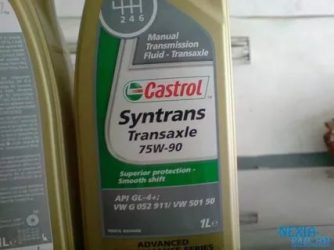 2 4 6
Manual
Transmission
Fluid - Transaxle
Castrol
Syntrans
Transaxle
75W-90
Superior protection -
Smooth shift
API GL-4+;
VW G 052 911/ VW 501 50
1L
ADVANCED
NEXIA